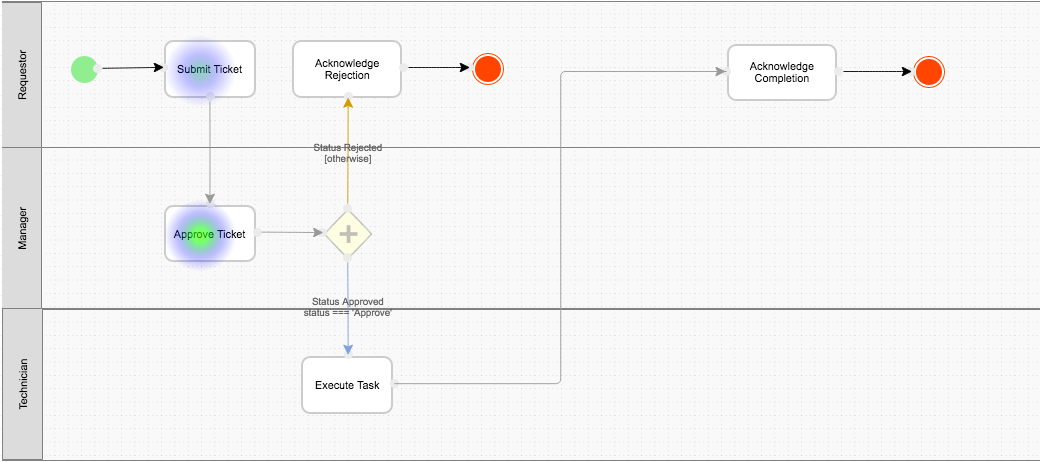 Requestor
Submit Ticket
Acknowledge
Rejection
Acknowledge
Completion
Status Rejected
[otherwise]
Manager
Approve Ticket
Status Approved
status === 'Approve'
Technician
Execute Task